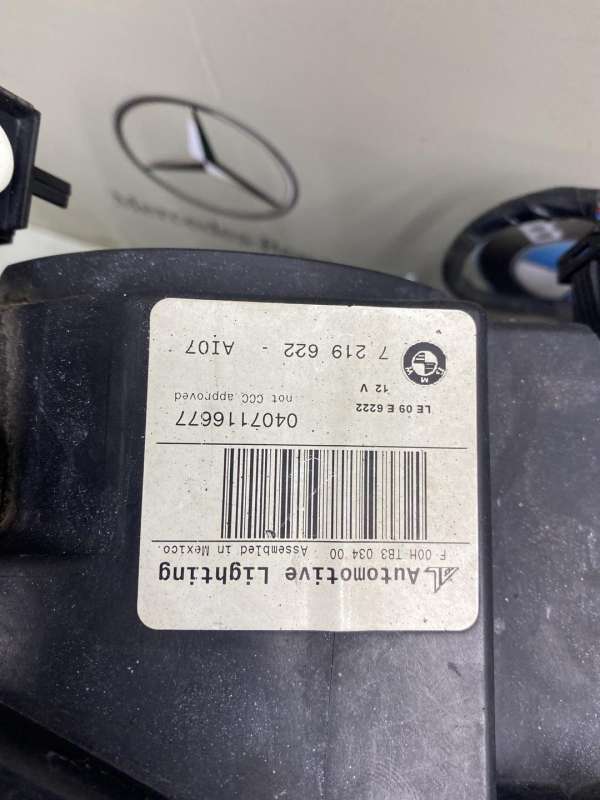 Automotive Lighting
F 00H TB3 034 00 Assembled in Mexico.
0407116677
LE 09 E 6222
not CCC approved
12 V
BMW
7 219 622 - AI07
B